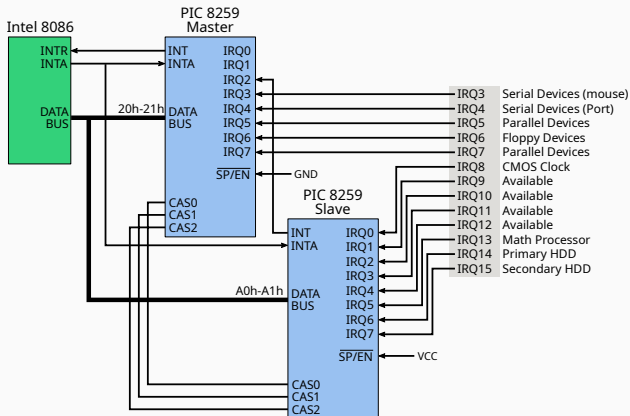 Intel 8086
INTR
INTA
DATA
BUS
20h-21h
PIC 8259
Master
INT
INTA
DATA
BUS
CAS0
CAS1
CAS2
IRQ0
IRQ1
IRQ2
IRQ3
IRQ4
IRQ5
IRQ6
IRQ7
SP/EN
GND
A0h-A1h
PIC 8259
Slave
INT
INTA
DATA
BUS
CAS0
CAS1
CAS2
IRQ0
IRQ1
IRQ2
IRQ3
IRQ4
IRQ5
IRQ6
IRQ7
SP/EN
VCC
IRQ3 Serial Devices (mouse)
IRQ4 Serial Devices (Port)
IRQ5 Parallel Devices
IRQ6 Floppy Devices
IRQ7 Parallel Devices
IRQ8 CMOS Clock
IRQ9 Available
IRQ10 Available
IRQ11 Available
IRQ12 Available
IRQ13 Math Processor
IRQ14 Primary HDD
IRQ15 Secondary HDD